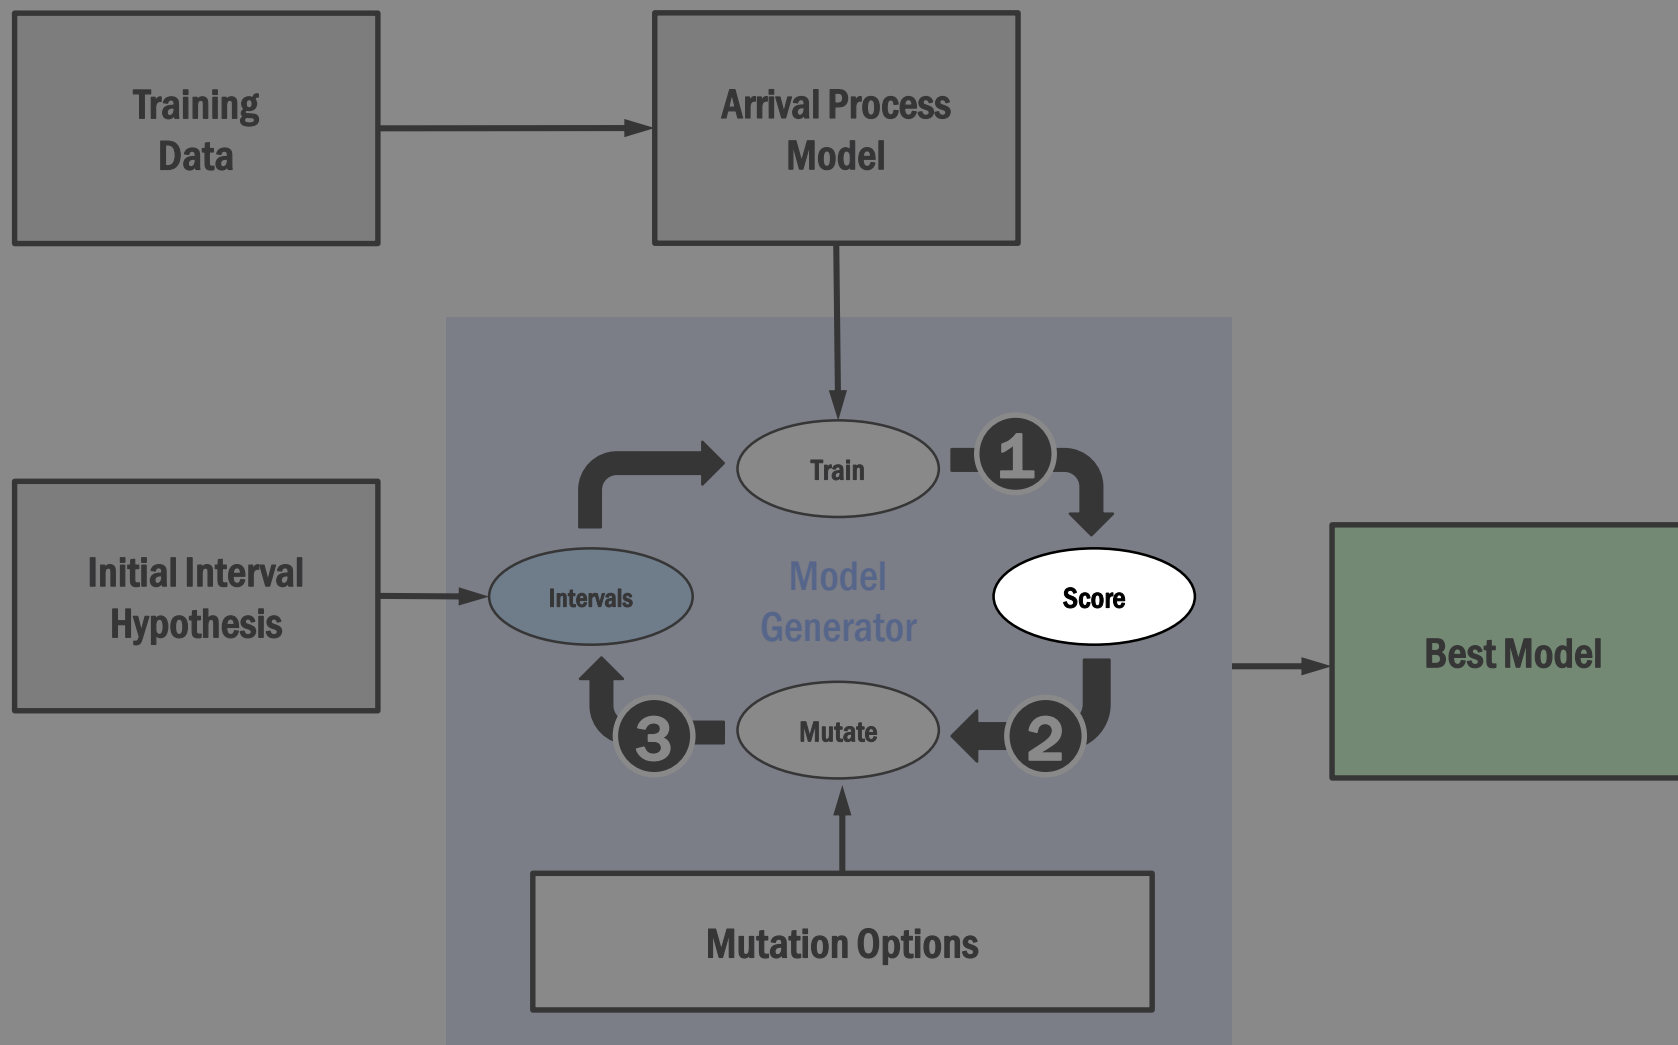 Training
Data
Arrival Process
Model
Train
1
Initial Interval
Hypothesis
Intervals
Model
Generator
Score
Best Model
3
Mutate
2
Mutation Options